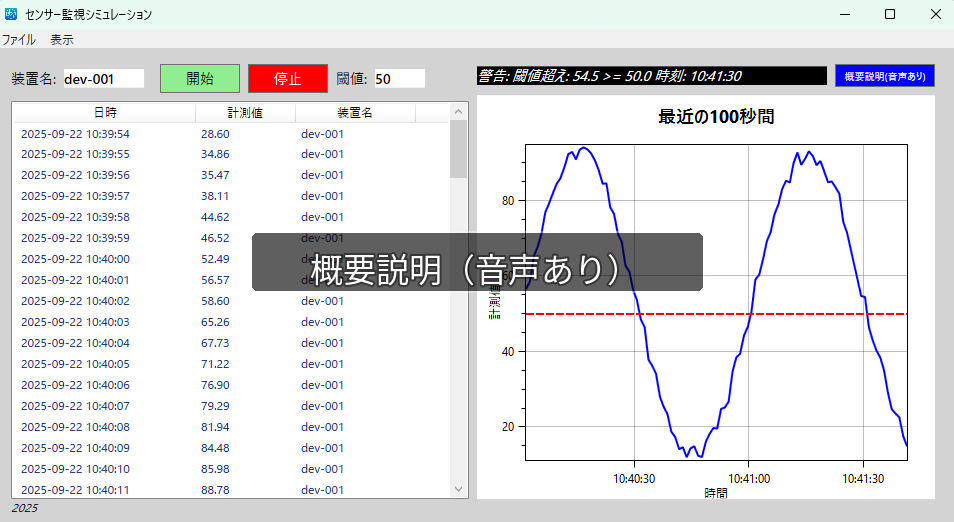 センサー監視シミュレーション
ファイル 表示
装置名: dev-001 開始 停止 閾値: 50
警告: 閾値超え: 54.5 >= 50.0 時刻: 10:41:30 概要説明(音声あり)
日時 計測値 装置名
2025-09-22 10:39:54 28.60 dev-001
2025-09-22 10:39:55 34.86 dev-001
2025-09-22 10:39:56 35.47 dev-001
2025-09-22 10:39:57 38.11 dev-001
2025-09-22 10:39:58 44.62 dev-001
2025-09-22 10:39:59 46.52 dev-001
2025-09-22 10:40:00 52.49 dev-001
2025-09-22 10:40:01 56.57 dev-001
2025-09-22 10:40:02 58.60 dev-001
2025-09-22 10:40:03 65.26 dev-001
2025-09-22 10:40:04 67.73 dev-001
2025-09-22 10:40:05 71.22 dev-001
2025-09-22 10:40:06 76.90 dev-001
2025-09-22 10:40:07 79.29 dev-001
2025-09-22 10:40:08 81.94 dev-001
2025-09-22 10:40:09 84.48 dev-001
2025-09-22 10:40:10 85.98 dev-001
2025-09-22 10:40:11 88.78 dev-001
2025
概要説明（音声あり）
最近の100秒間
80
60
40
20
計測値
10:40:30 10:41:00 10:41:30
時間